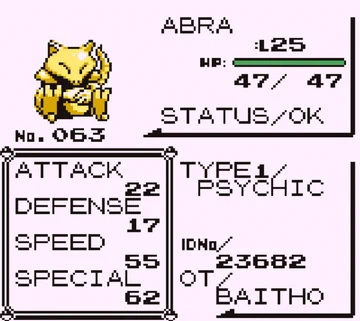 ABRA
:L25
HP:
47/ 47
STATUS/OK
No. 063
ATTACK
22
DEFENSE
17
SPEED
55
SPECIAL
62
TYPE1/
PSYCHIC
IDNo/
23682
OT/
BAITHO